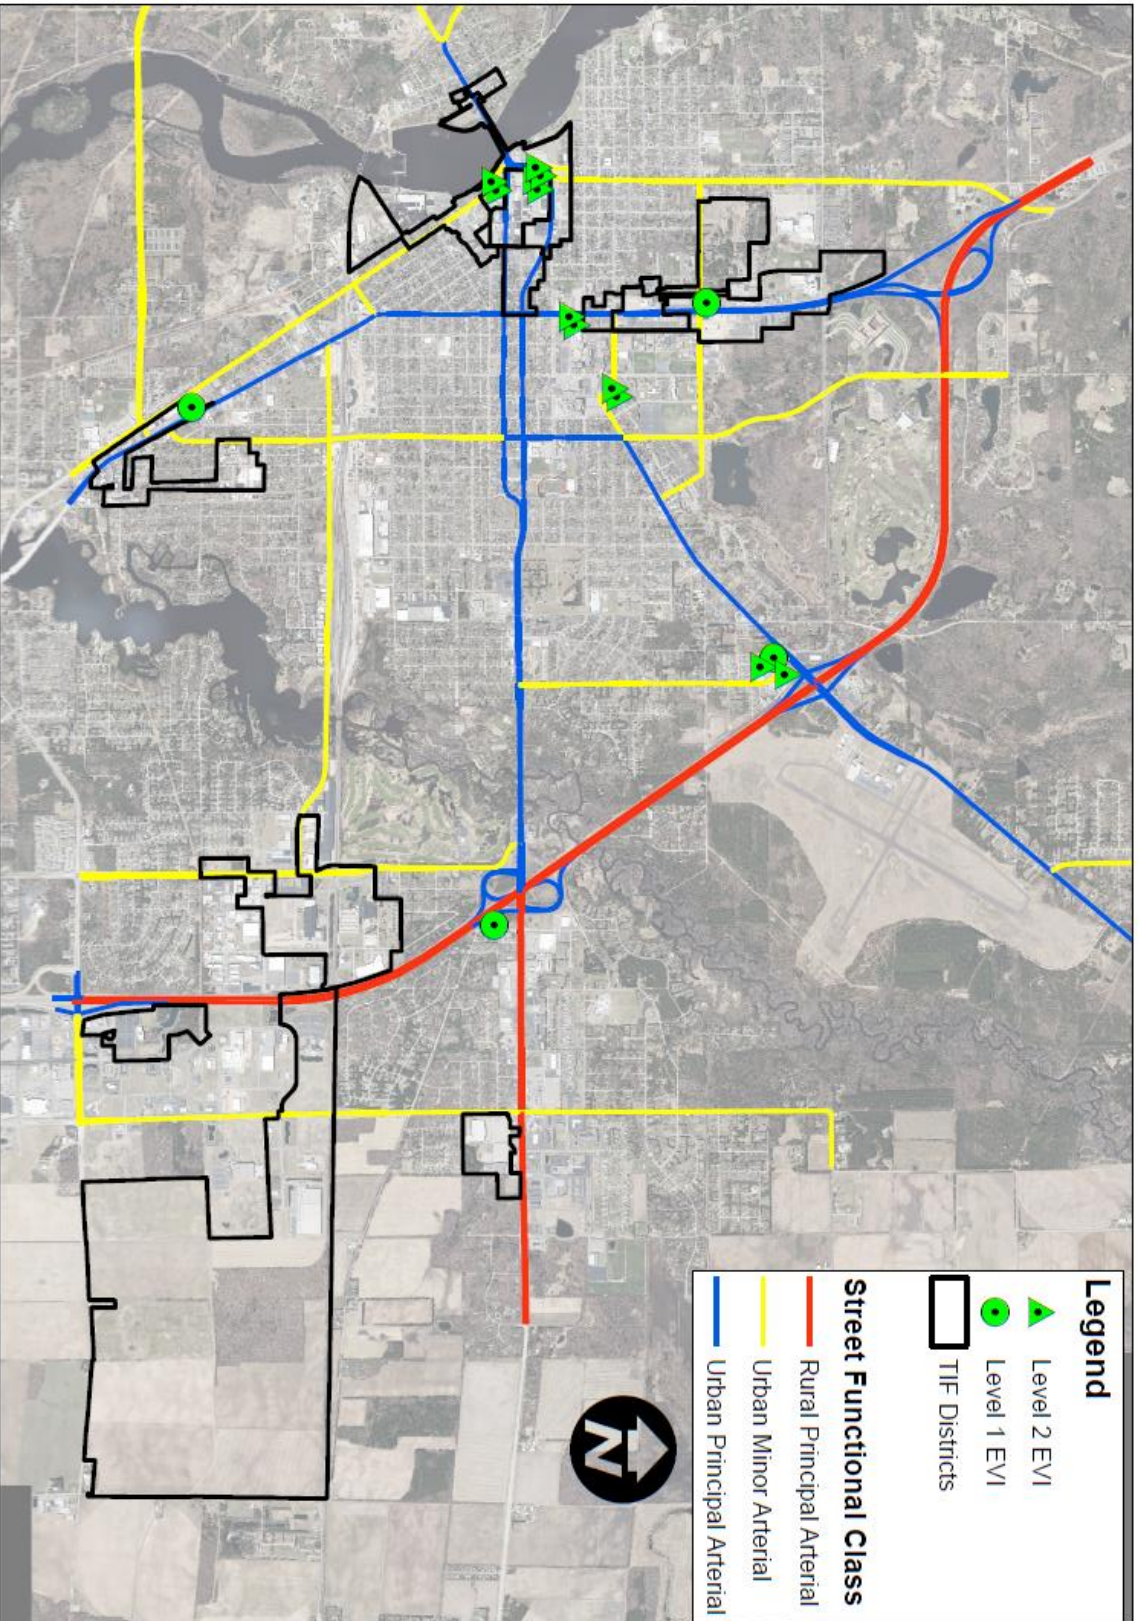 Legend
Level 2 EVI
Level 1 EVI
TIF Districts
Street Functional Class
Rural Principal Arterial
Urban Minor Arterial
Urban Principal Arterial
N